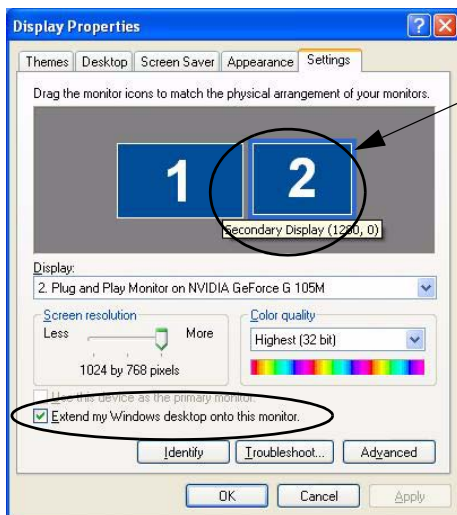 Display Properties
Themes Desktop Screen Saver Appearance Settings
Drag the monitor icons to match the physical arrangement of your monitors.
1 2
Secondary Display (1280, 0)
Display:
2. Plug and Play Monitor on NVIDIA GeForce G 105M
Screen resolution Color quality
Less More Highest (32 bit)
1024 by 768 pixels
Use this device as the primary monitor.
Extend my Windows desktop onto this monitor.
Identify Troubleshoot... Advanced
OK Cancel Apply